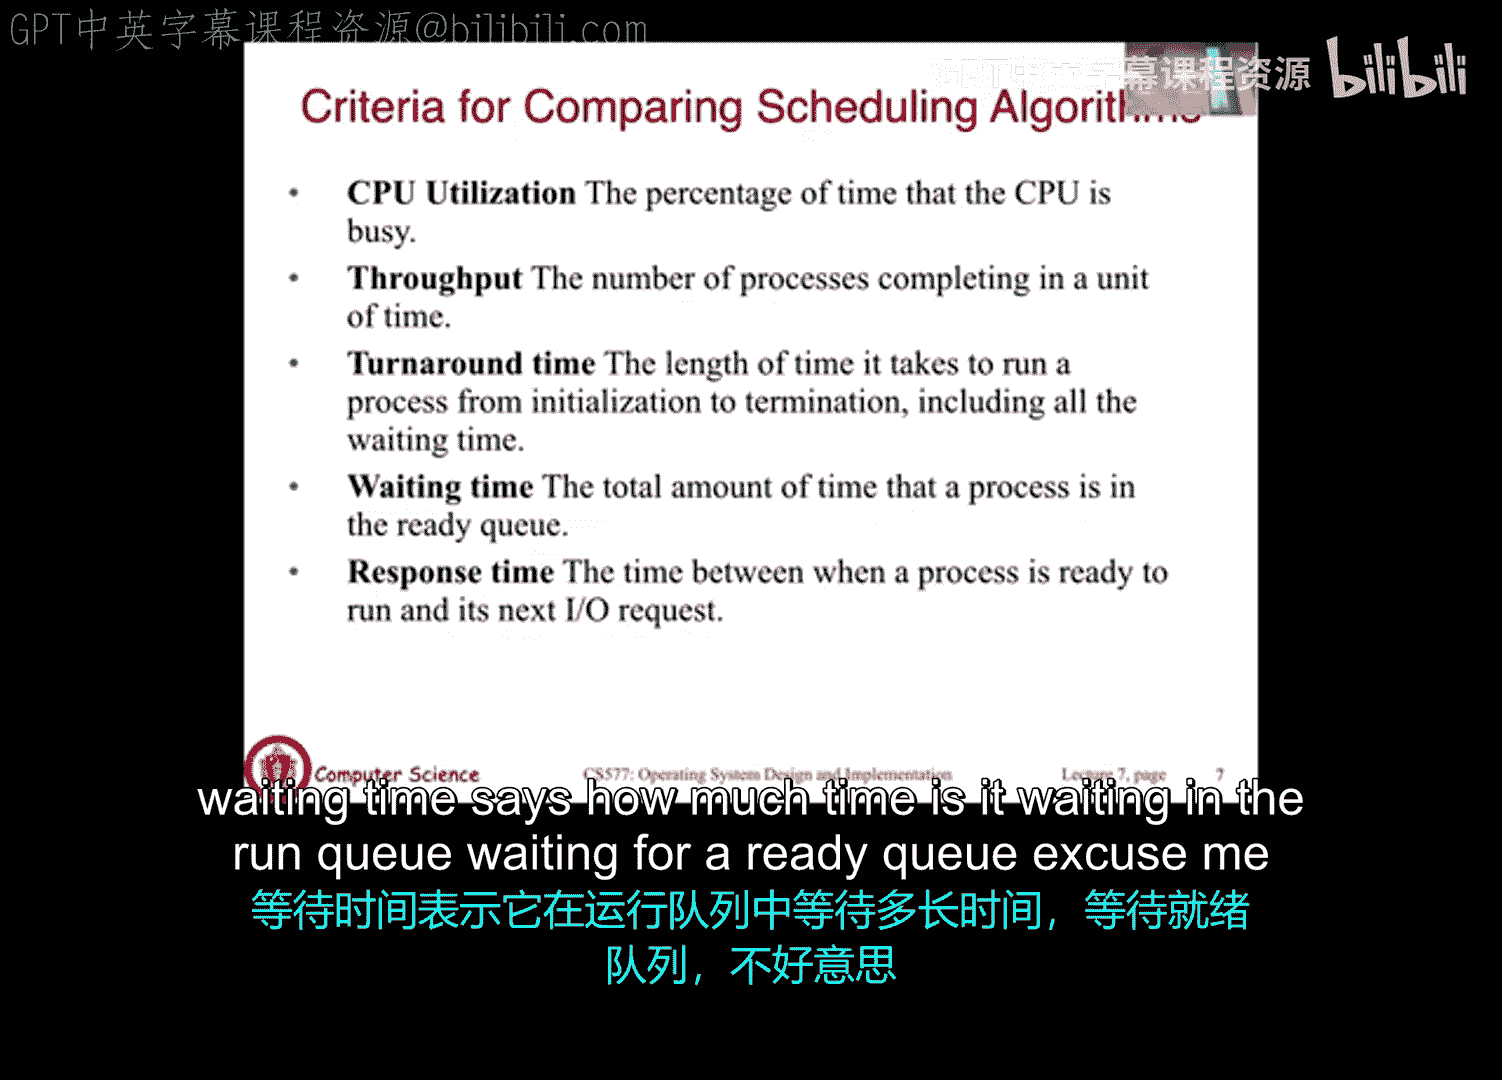 GPT中英字幕课程资源@bilibili.com
幕课程资源 bilibili
Criteria for Comparing Scheduling Algorithms
• CPU Utilization The percentage of time that the CPU is
busy.
• Throughput The number of processes completing in a unit
of time.
• Turnaround time The length of time it takes to run a
process from initialization to termination, including all the
waiting time.
• Waiting time The total amount of time that a process is in
the ready queue.
• Response time The time between when a process is ready to
run and its next I/O request.
Computer Science CS577: Operating System Design and Implementation Lecture 7, page 7
waiting time says how much time is it waiting in the
run queue waiting for a ready queue excuse me
等待时间表示它在运行队列中等待多长时间，等待就绪
队列，不好意思